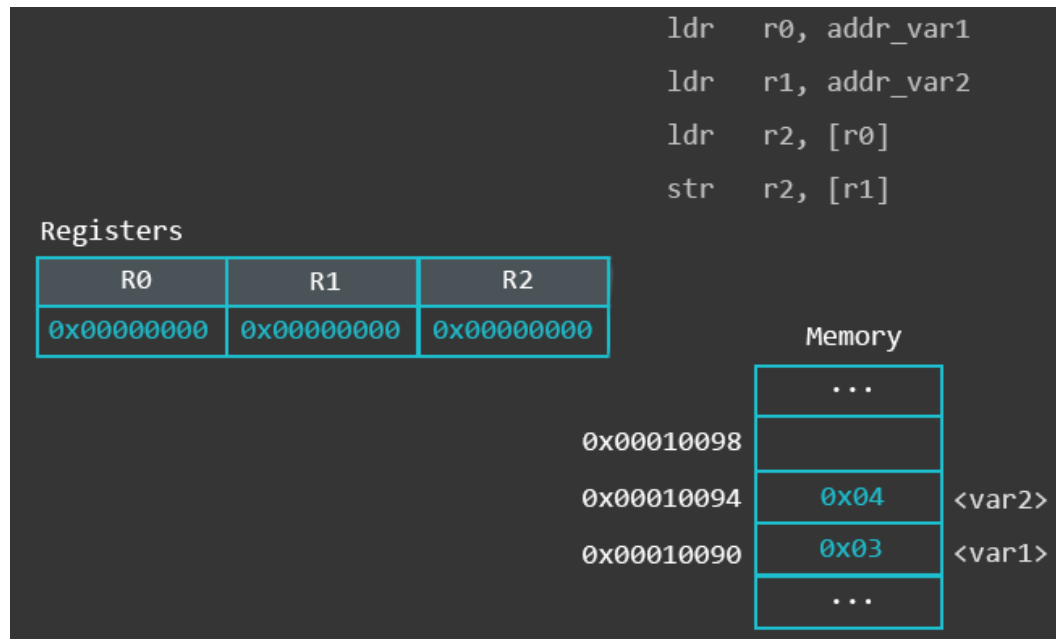 ldr r0, addr_var1
ldr r1, addr_var2
ldr r2, [r0]
str r2, [r1]
Registers
R0 R1 R2
0x00000000 0x00000000 0x00000000
Memory
...
0x00010098
0x00010094 0x04 <var2>
0x00010090 0x03 <var1>
...